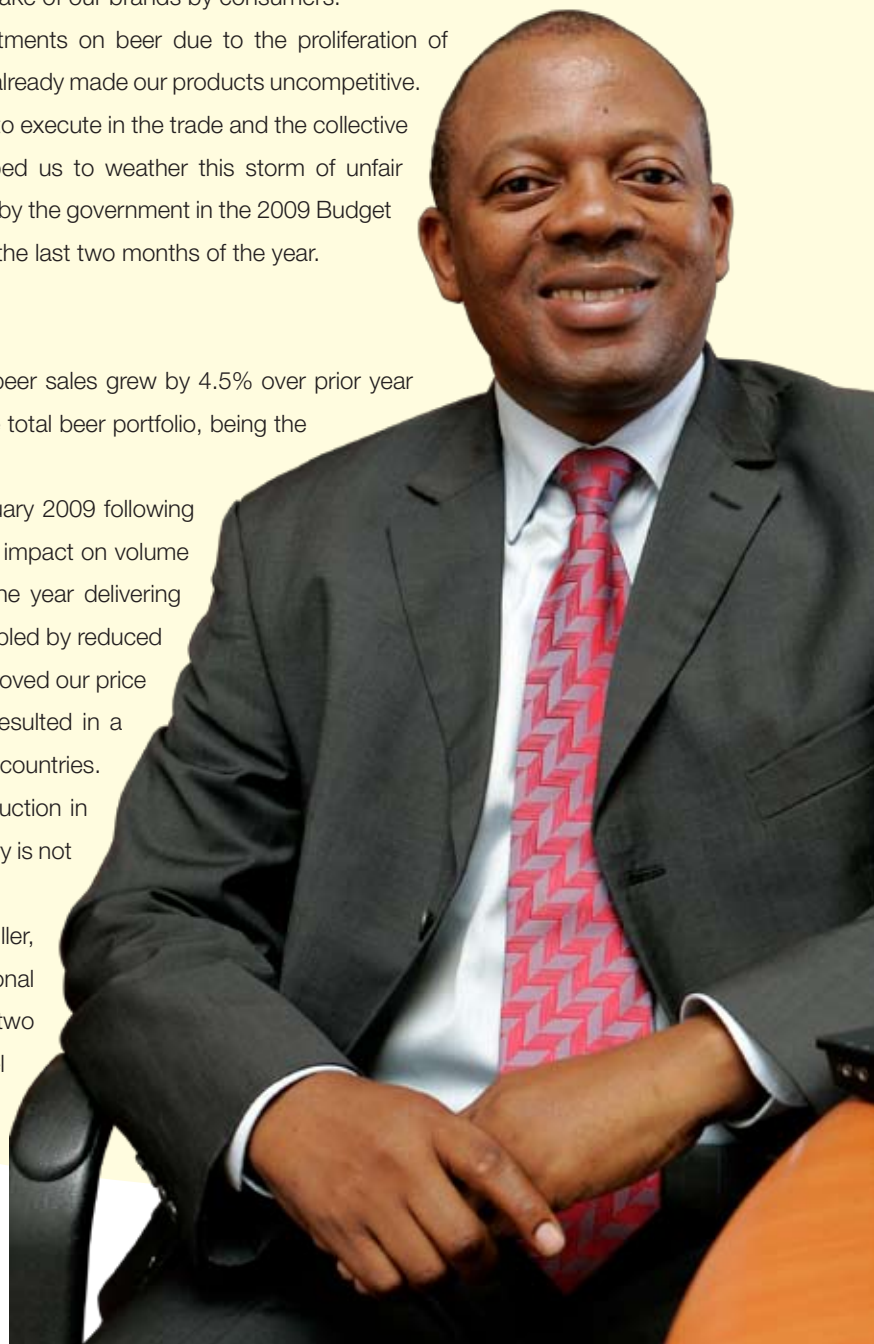 of our brands by consumers.
tments on beer due to the proliferation of
already made our products uncompetitive.
to execute in the trade and the collective
ed us to weather this storm of unfair
by the government in the 2009 Budget
the last two months of the year.
beer sales grew by 4.5% over prior year
total beer portfolio, being the
uary 2009 following
impact on volume
he year delivering
bled by reduced
oved our price
esulted in a
countries.
uction in
y is not
ller,
onal
two
l